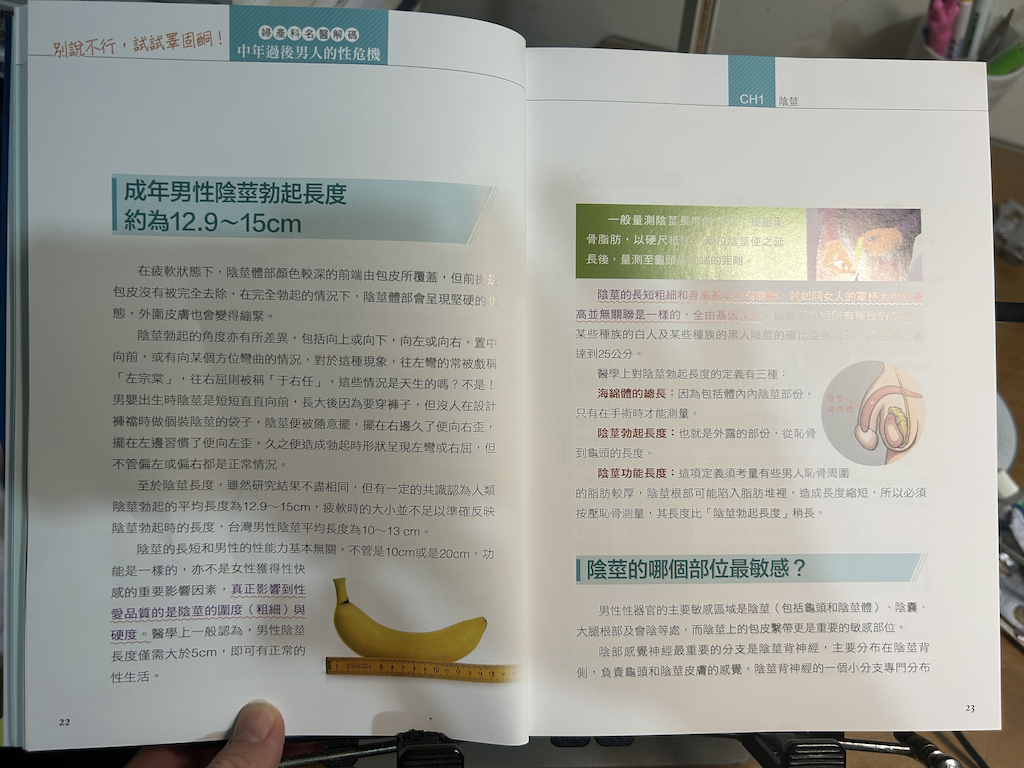 別說不行，試試睪固酮！
婦產科名醫解碼
中年過後男人的性危機
成年男性陰莖勃起長度
約為12.9～15cm
在疲軟狀態下，陰莖體部顏色較深的前端由包皮所覆蓋，但前
包皮沒有被完全去除，在完全勃起的情況下，陰莖體部會呈現堅硬的狀
態，外圍皮膚也會變得繃緊。
陰莖勃起的角度亦有所差異，包括向上或向下，向左或向右，置中
向前，或有向某個方位彎曲的情況，對於這種現象，往左彎的常被戲稱
「左宗棠」，往右屈則被稱「于右任」，這些情況是天生的嗎？不是！
男嬰出生時陰莖是短短直直向前，長大後因為要穿褲子，但沒人在設計
褲襠時做個裝陰莖的袋子，陰莖便被隨意擺，擺在右邊久了便向右歪，
擺在左邊習慣了便向左歪，久之便造成勃起時形狀呈現左彎或右屈，但
不管偏左或偏右都是正常情況。
至於陰莖長度，雖然研究結果不盡相同，但有一定的共識認為人類
陰莖勃起的平均長度為12.9～15cm，疲軟時的大小並不足以準確反映
陰莖勃起時的長度，台灣男性陰莖平均長度為10～13 cm。
陰莖的長短和男性的性能力基本無關，不管是10cm或是20cm，功
能是一樣的，亦不是女性獲得性快
感的重要影響因素，真正影響到性
愛品質的是陰莖的圍度（粗細）與
硬度。醫學上一般認為，男性陰莖
長度僅需大於5cm，即可有正常的
性生活。
22
CH1 陰莖
一般量測陰莖長度
骨脂肪，以硬尺抵 拉陰莖使之延
長後，量測至龜頭 端的距離。
陰莖的長短粗細和身高 就如同女人的罩杯大小
高並無關聯是一樣的，全由基因
某些種族的白人及某些種族的黑人陰莖的確比亞洲
達到25公分。
醫學上對陰莖勃起長度的定義有三種：
海綿體的總長：因為包括體內內陰莖部份，
只有在手術時才能測量。
陰莖勃起長度：也就是外露的部份，從恥骨
到龜頭的長度。
陰莖功能長度：這項定義須考量有些男人恥骨周圍
的脂肪較厚，陰莖根部可能陷入脂肪堆裡，造成長度縮短，所以必須
按壓恥骨測量，其長度比「陰莖勃起長度」稍長。
陰莖
海綿體
陰莖的哪個部位最敏感？
男性性器官的主要敏感區域是陰莖（包括龜頭和陰莖體）、陰囊、
大腿根部及會陰等處，而陰莖上的包皮繫帶更是重要的敏感部位。
陰部感覺神經最重要的分支是陰莖背神經，主要分布在陰莖背
側，負責龜頭和陰莖皮膚的感覺，陰莖背神經的一個小分支專門分布
23